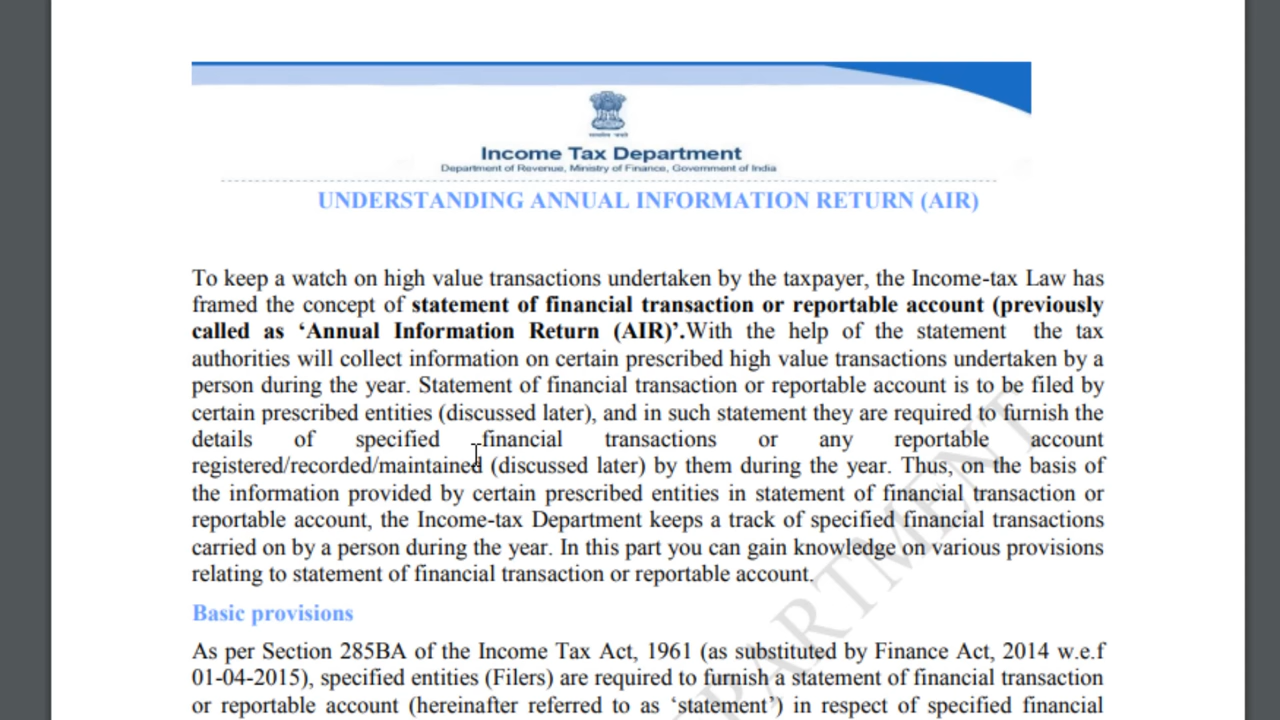 Income Tax Department
Department of Revenue, Ministry of Finance, Government of India
UNDERSTANDING ANNUAL INFORMATION RETURN (AIR)
To keep a watch on high value transactions undertaken by the taxpayer, the Income-tax Law has
framed the concept of statement of financial transaction or reportable account (previously
called as ‘Annual Information Return (AIR)’.With the help of the statement the tax
authorities will collect information on certain prescribed high value transactions undertaken by a
person during the year. Statement of financial transaction or reportable account is to be filed by
certain prescribed entities (discussed later), and in such statement they are required to furnish the
details of specified financial transactions or any reportable account
registered/recorded/maintained (discussed later) by them during the year. Thus, on the basis of
the information provided by certain prescribed entities in statement of financial transaction or
reportable account, the Income-tax Department keeps a track of specified financial transactions
carried on by a person during the year. In this part you can gain knowledge on various provisions
relating to statement of financial transaction or reportable account.
Basic provisions
As per Section 285BA of the Income Tax Act, 1961 (as substituted by Finance Act, 2014 w.e.f
01-04-2015), specified entities (Filers) are required to furnish a statement of financial transaction
or reportable account (hereinafter referred to as ‘statement’) in respect of specified financial